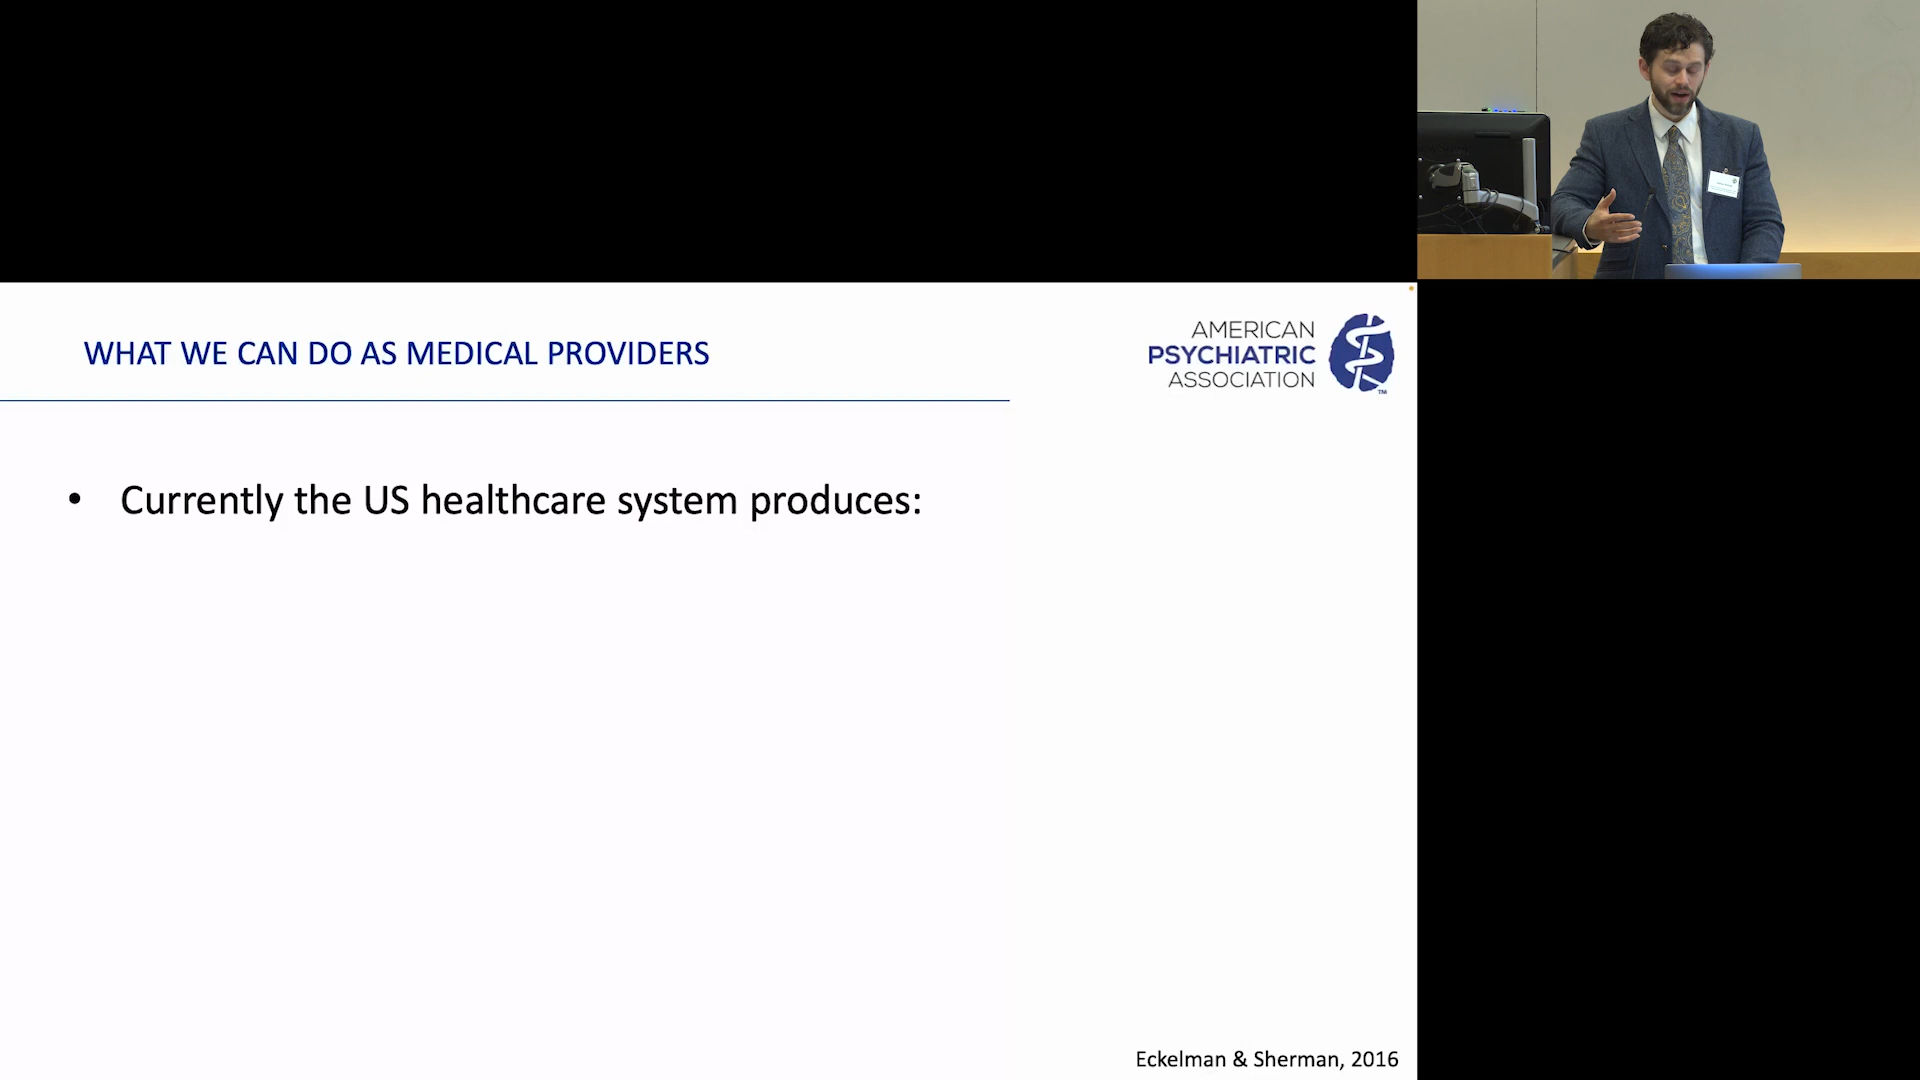 WHAT WE CAN DO AS MEDICAL PROVIDERS
AMERICAN
PSYCHIATRIC
ASSOCIATION
TM
• Currently the US healthcare system produces:
Eckelman & Sherman, 2016